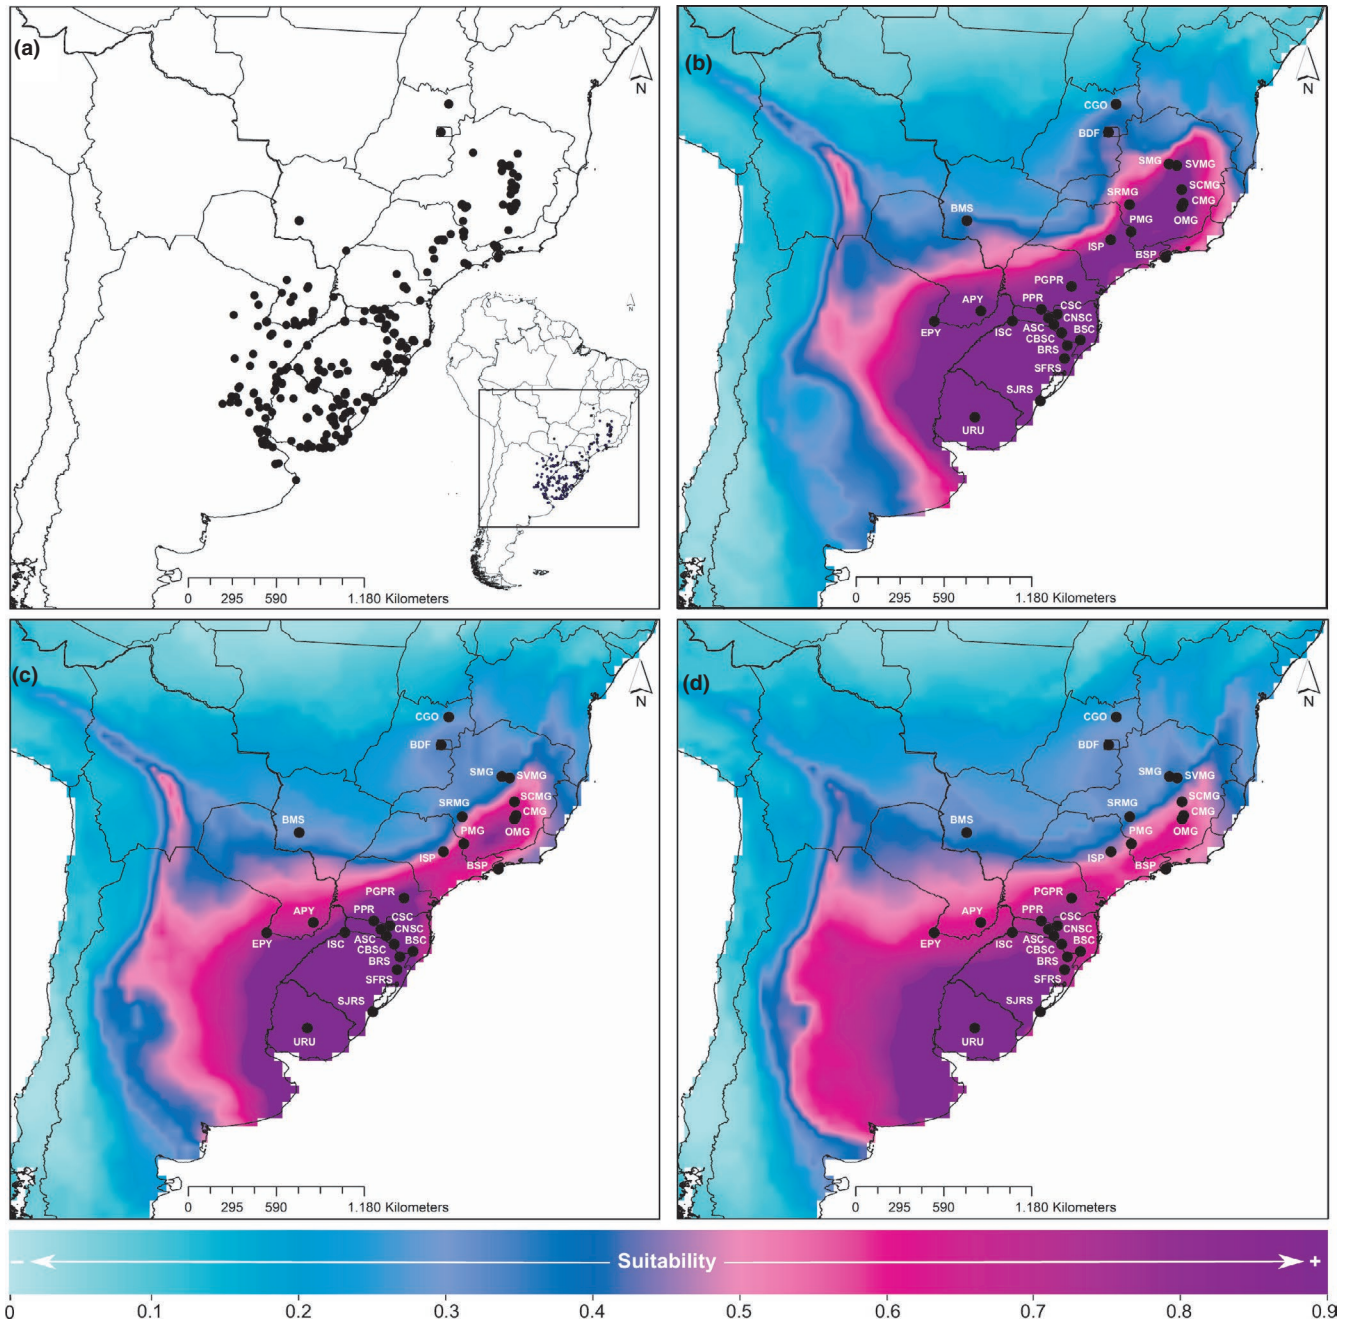 (a)
N
0 295 590 1.180 Kilometers
(b)
N
CGO
BDF
SMG
SVMG
SCMG
SRMG
CMG
BMS
PMG
OMG
ISP
BSP
PGPR
APY
PPR
CSC
CNSC
EPY
ISC
ASC
BSC
CBSC
BRS
SFRS
SJRS
URU
0 295 590 1.180 Kilometers
(c)
N
CGO
BDF
SMG
SVMG
SCMG
SRMG
CMG
BMS
PMG
OMG
ISP
BSP
PGPR
APY
PPR
CSC
CNSC
EPY
ISC
ASC
BSC
CBSC
BRS
SFRS
SJRS
URU
0 295 590 1.180 Kilometers
(d)
N
CGO
BDF
SMG
SVMG
SCMG
SRMG
CMG
BMS
PMG
OMG
ISP
BSP
PGPR
APY
PPR
CSC
CNSC
EPY
ISC
ASC
BSC
CBSC
BRS
SFRS
SJRS
URU
0 295 590 1.180 Kilometers
- Suitability +
0 0.1 0.2 0.3 0.4 0.5 0.6 0.7 0.8 0.9